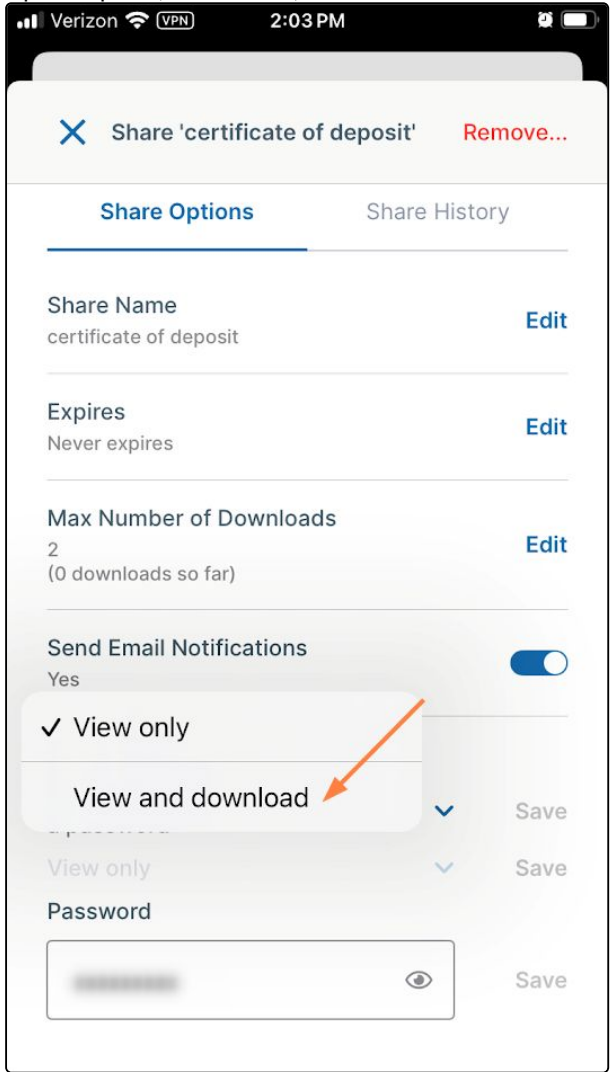 Verizon VPN 2:03 PM
Share 'certificate of deposit' Remove...
Share Options Share History
Share Name
certificate of deposit
Edit
Expires
Never expires
Edit
Max Number of Downloads
2
(0 downloads so far)
Edit
Send Email Notifications
Yes
✓ View only
View and download
Save
View only Save
Password
Save